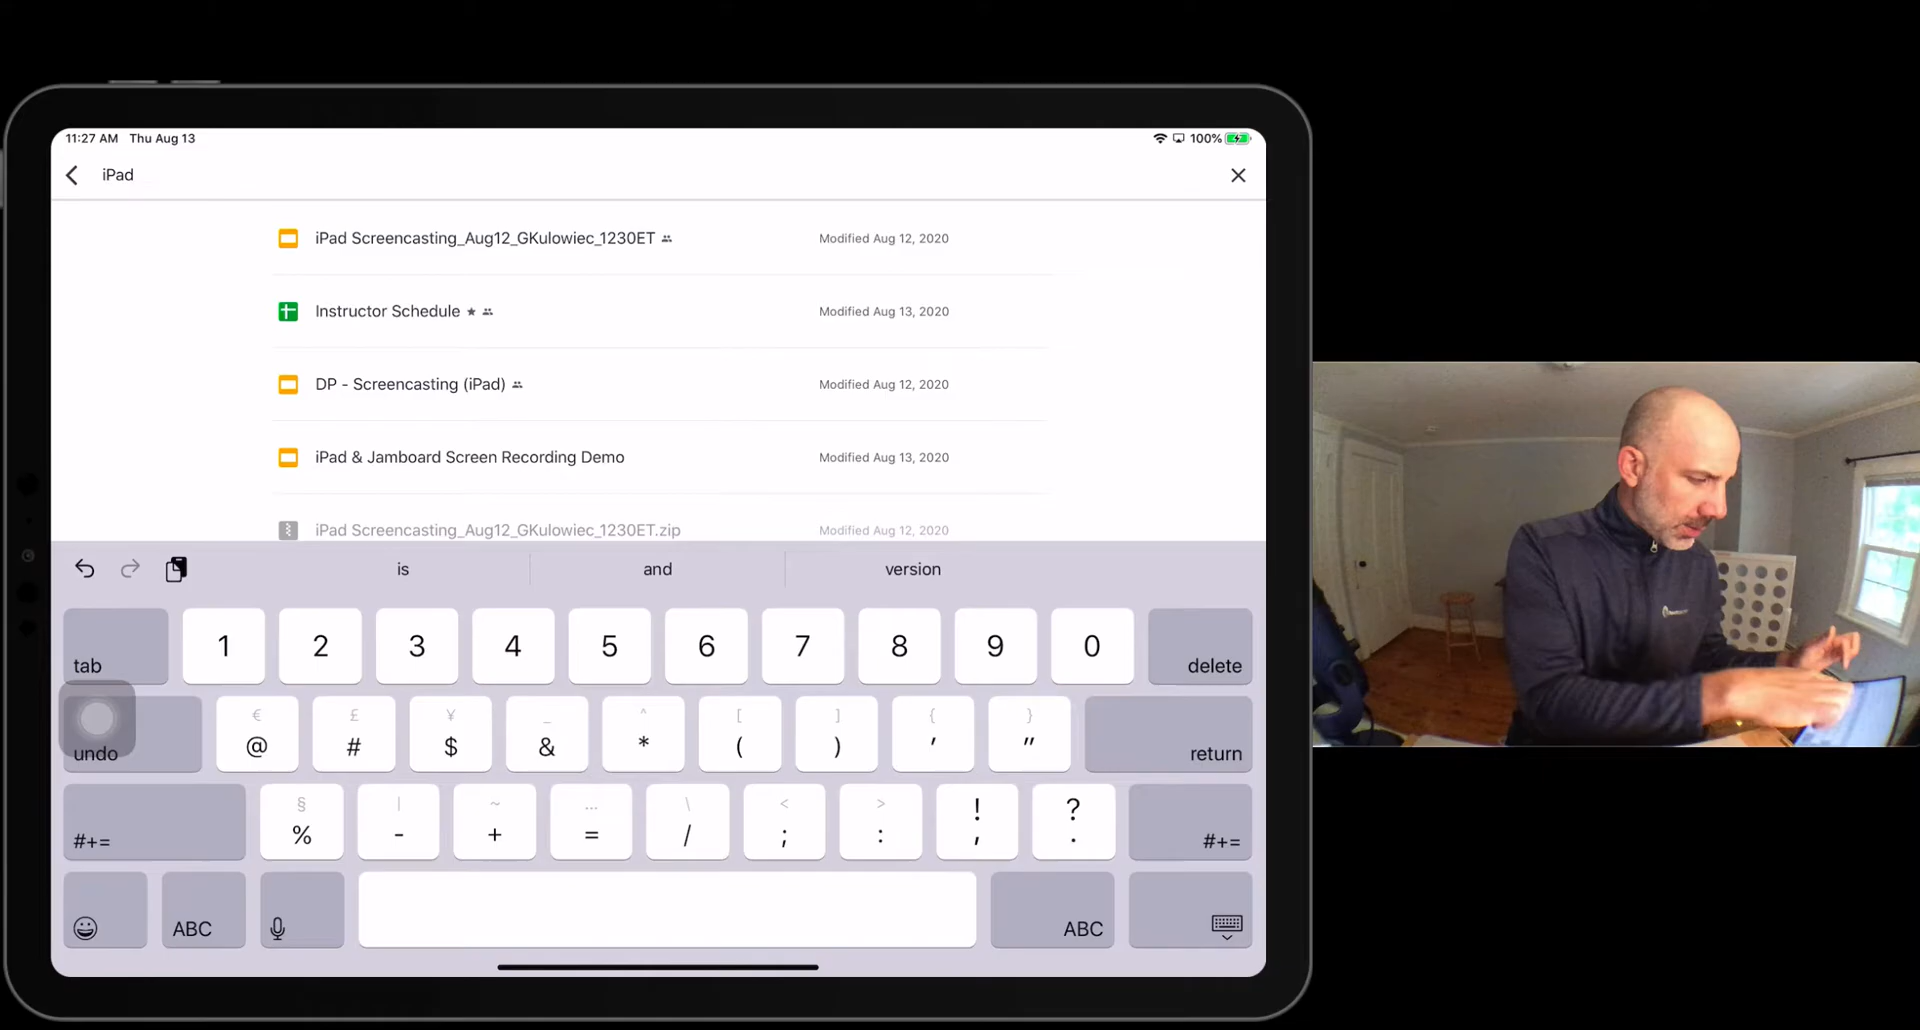 11:27 AM Thu Aug 13
100%
iPad
iPad Screencasting_Aug12_GKulowiec_1230ET Modified Aug 12, 2020
Instructor Schedule Modified Aug 13, 2020
DP - Screencasting (iPad) Modified Aug 12, 2020
iPad & Jamboard Screen Recording Demo Modified Aug 13, 2020
iPad Screencasting_Aug12_GKulowiec_1230ET.zip Modified Aug 12, 2020
is and version
tab 1 2 3 4 5 6 7 8 9 0 delete
€ £ ¥ _ ^ [ ] { }
undo @ # $ & * ( ) ' " return
§ | ~ ... \ < > ! ?
#+= % - + = / ; : , . #+=
ABC ABC